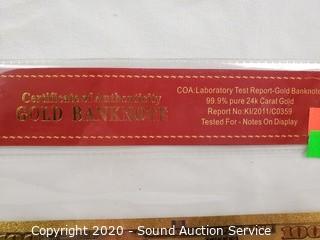 Certificate of Authenticity
GOLD BANKNOTE
COA:Laboratory Test Report-Gold Banknote
99.9% pure 24k Carat Gold
Report No:KI/2011/C0359
Tested For - Notes On Display
100
Copyright 2020 - Sound Auction Service